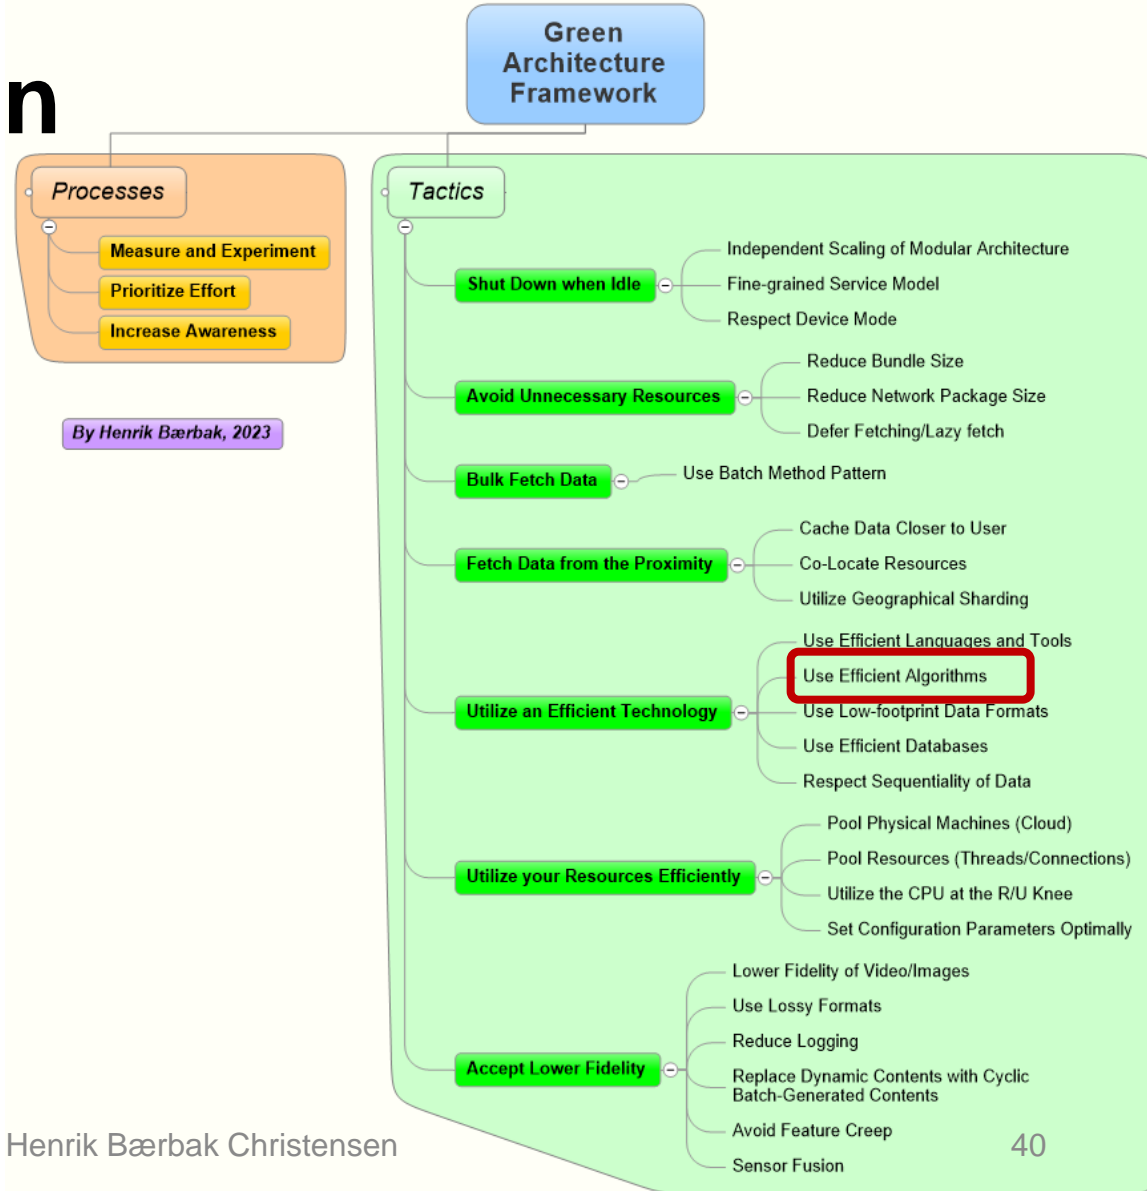 Green
Architecture
Framework
n
Processes
Measure and Experiment
Prioritize Effort
Increase Awareness
By Henrik Bærbak, 2023
Tactics
Shut Down when Idle
Independent Scaling of Modular Architecture
Fine-grained Service Model
Respect Device Mode
Avoid Unnecessary Resources
Reduce Bundle Size
Reduce Network Package Size
Defer Fetching/Lazy fetch
Bulk Fetch Data
Use Batch Method Pattern
Fetch Data from the Proximity
Cache Data Closer to User
Co-Locate Resources
Utilize Geographical Sharding
Utilize an Efficient Technology
Use Efficient Languages and Tools
Use Efficient Algorithms
Use Low-footprint Data Formats
Use Efficient Databases
Respect Sequentiality of Data
Utilize your Resources Efficiently
Pool Physical Machines (Cloud)
Pool Resources (Threads/Connections)
Utilize the CPU at the R/U Knee
Set Configuration Parameters Optimally
Accept Lower Fidelity
Lower Fidelity of Video/Images
Use Lossy Formats
Reduce Logging
Replace Dynamic Contents with Cyclic
Batch-Generated Contents
Avoid Feature Creep
Sensor Fusion
Henrik Bærbak Christensen
40